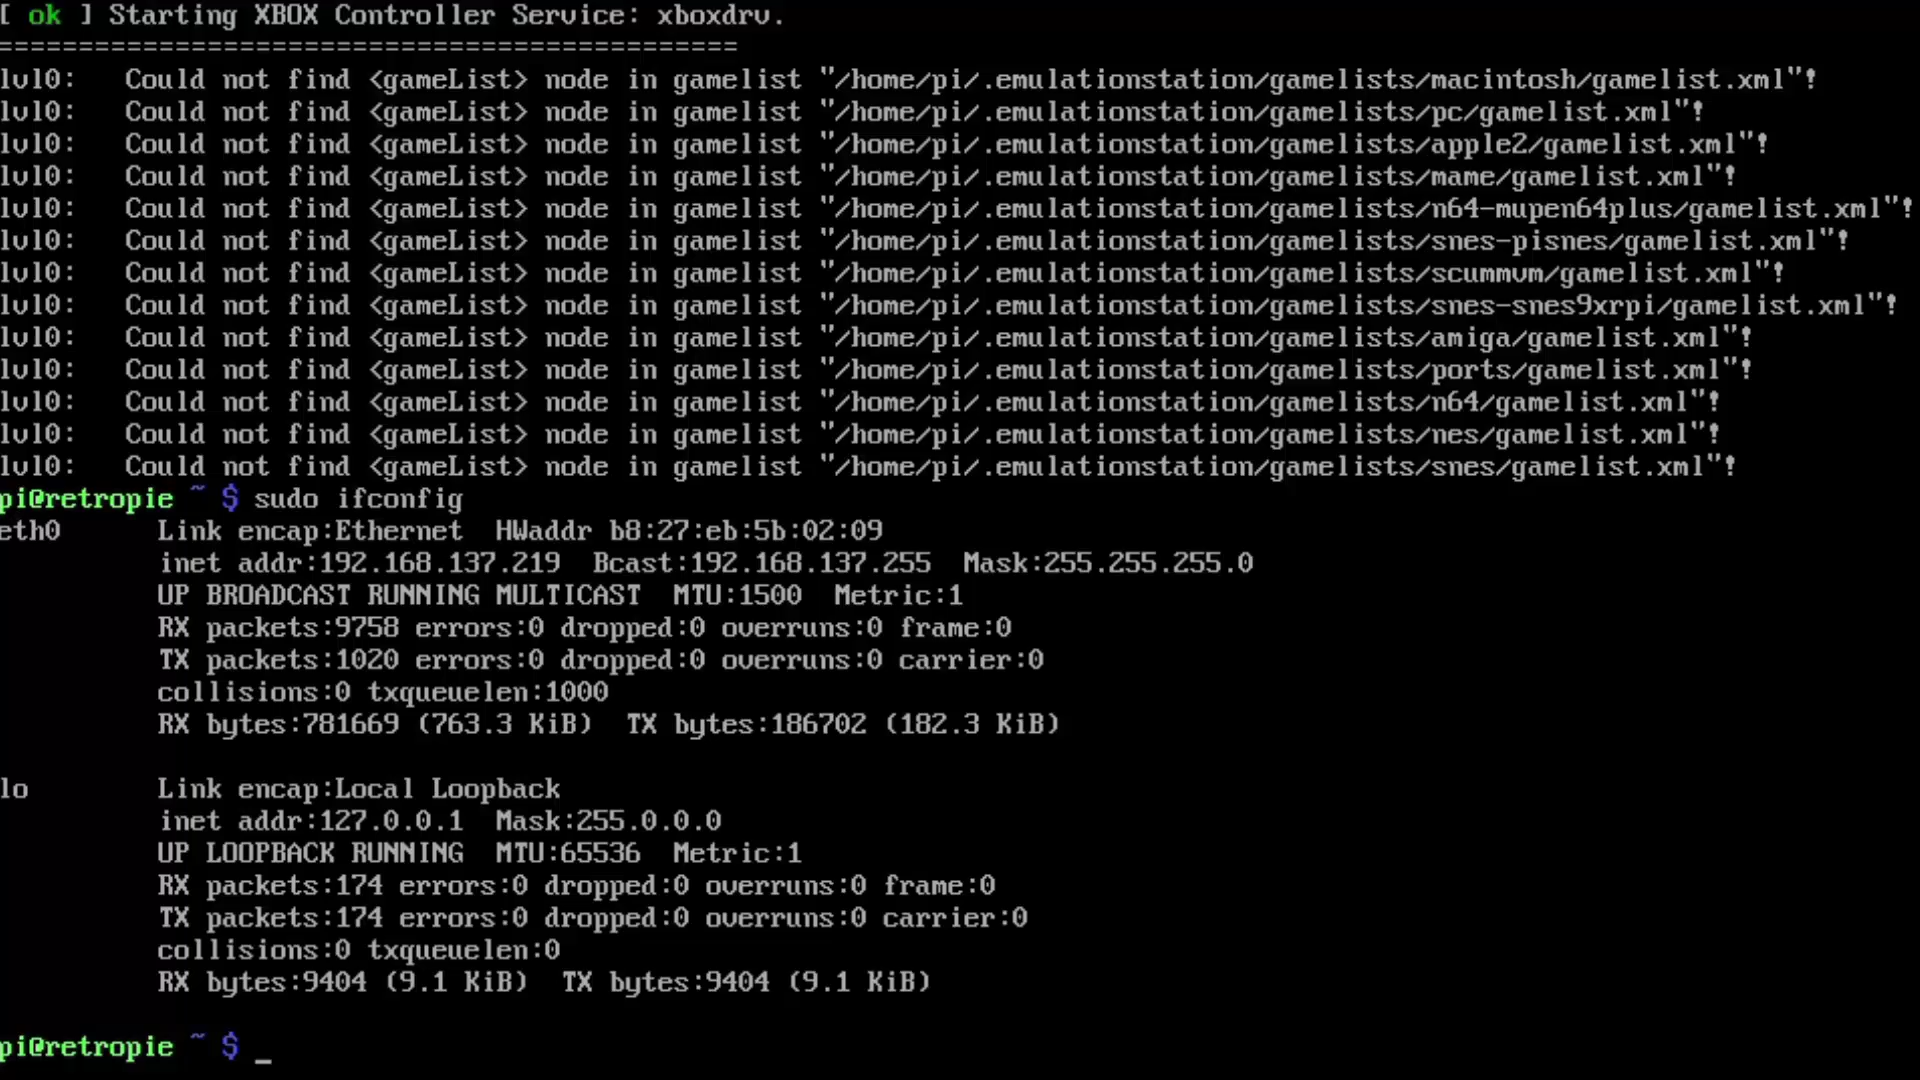 [ ok ] Starting XBOX Controller Service: xboxdrv.
==============================================
lvl0:   Could not find <gameList> node in gamelist "/home/pi/.emulationstation/gamelists/macintosh/gamelist.xml"!
lvl0:   Could not find <gameList> node in gamelist "/home/pi/.emulationstation/gamelists/pc/gamelist.xml"!
lvl0:   Could not find <gameList> node in gamelist "/home/pi/.emulationstation/gamelists/apple2/gamelist.xml"!
lvl0:   Could not find <gameList> node in gamelist "/home/pi/.emulationstation/gamelists/mame/gamelist.xml"!
lvl0:   Could not find <gameList> node in gamelist "/home/pi/.emulationstation/gamelists/n64-mupen64plus/gamelist.xml"!
lvl0:   Could not find <gameList> node in gamelist "/home/pi/.emulationstation/gamelists/snes-pisnes/gamelist.xml"!
lvl0:   Could not find <gameList> node in gamelist "/home/pi/.emulationstation/gamelists/scummvm/gamelist.xml"!
lvl0:   Could not find <gameList> node in gamelist "/home/pi/.emulationstation/gamelists/snes-snes9xrpi/gamelist.xml"!
lvl0:   Could not find <gameList> node in gamelist "/home/pi/.emulationstation/gamelists/amiga/gamelist.xml"!
lvl0:   Could not find <gameList> node in gamelist "/home/pi/.emulationstation/gamelists/ports/gamelist.xml"!
lvl0:   Could not find <gameList> node in gamelist "/home/pi/.emulationstation/gamelists/n64/gamelist.xml"!
lvl0:   Could not find <gameList> node in gamelist "/home/pi/.emulationstation/gamelists/nes/gamelist.xml"!
lvl0:   Could not find <gameList> node in gamelist "/home/pi/.emulationstation/gamelists/snes/gamelist.xml"!
pi@retropie ~ $ sudo ifconfig
eth0      Link encap:Ethernet  HWaddr b8:27:eb:5b:02:09
          inet addr:192.168.137.219  Bcast:192.168.137.255  Mask:255.255.255.0
          UP BROADCAST RUNNING MULTICAST  MTU:1500  Metric:1
          RX packets:9758 errors:0 dropped:0 overruns:0 frame:0
          TX packets:1020 errors:0 dropped:0 overruns:0 carrier:0
          collisions:0 txqueuelen:1000
          RX bytes:781669 (763.3 KiB)  TX bytes:186702 (182.3 KiB)

lo        Link encap:Local Loopback
          inet addr:127.0.0.1  Mask:255.0.0.0
          UP LOOPBACK RUNNING  MTU:65536  Metric:1
          RX packets:174 errors:0 dropped:0 overruns:0 frame:0
          TX packets:174 errors:0 dropped:0 overruns:0 carrier:0
          collisions:0 txqueuelen:0
          RX bytes:9404 (9.1 KiB)  TX bytes:9404 (9.1 KiB)

pi@retropie ~ $ _